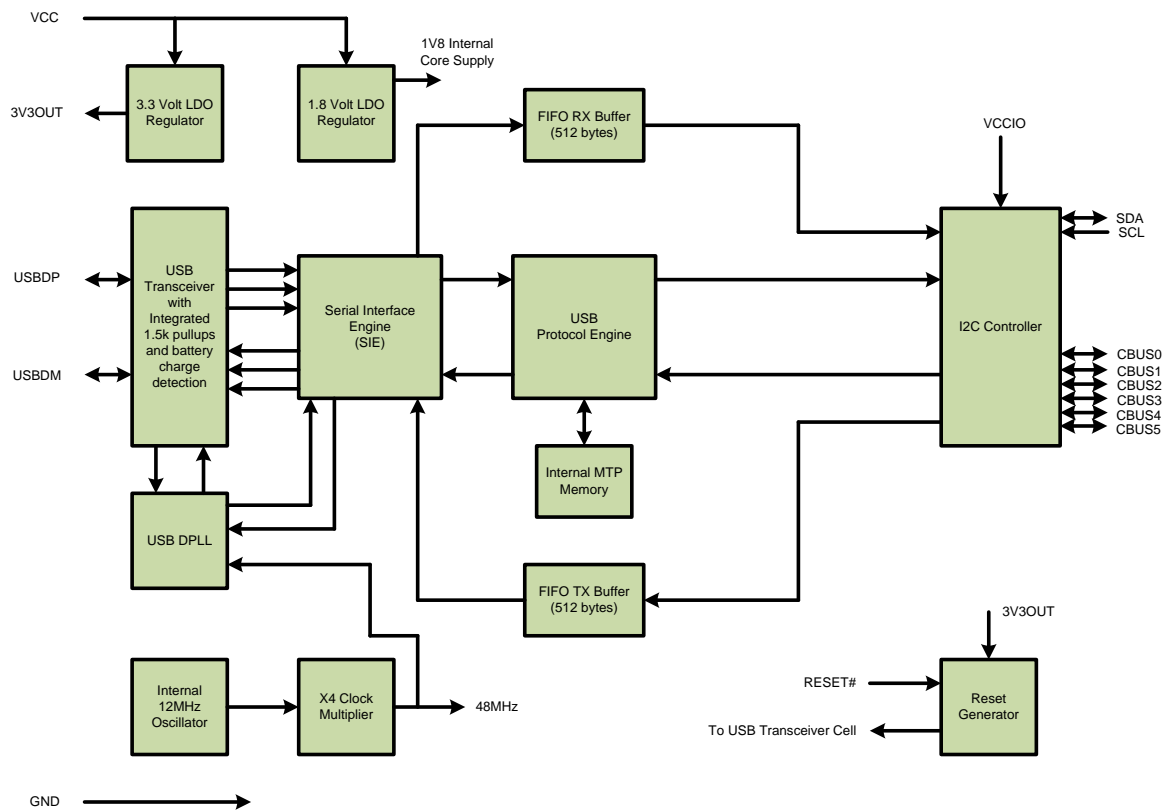 VCC
1V8 Internal
Core Supply
3.3 Volt LDO
Regulator
1.8 Volt LDO
Regulator
3V3OUT
FIFO RX Buffer
(512 bytes)
VCCIO
SDA
SCL
USBDP
USBDM
USB
Transceiver
with
Integrated
1.5k pullups
and battery
charge
detection
Serial Interface
Engine
(SIE)
USB
Protocol Engine
I2C Controller
CBUS0
CBUS1
CBUS2
CBUS3
CBUS4
CBUS5
Internal MTP
Memory
USB DPLL
FIFO TX Buffer
(512 bytes)
3V3OUT
Internal
12MHz
Oscillator
X4 Clock
Multiplier
48MHz
RESET#
Reset
Generator
To USB Transceiver Cell
GND